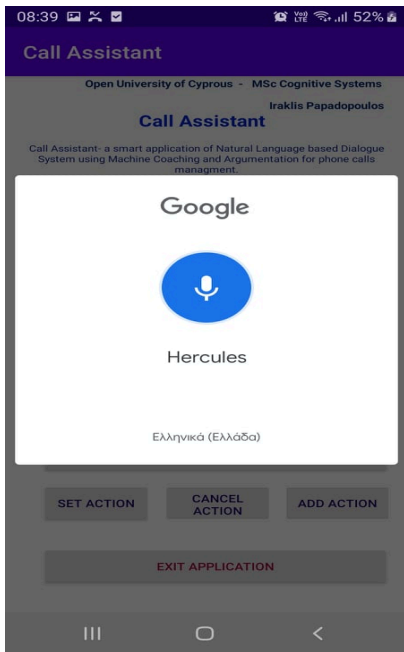 08:39 Voi) LTE 52%
Call Assistant
Open University of Cyprous - MSc Cognitive Systems
Iraklis Papadopoulos
Call Assistant
Call Assistant- a smart application of Natural Language based Dialogue
System using Machine Coaching and Argumentation for phone calls
managment.
Google
Hercules
Ελληνικά (Ελλάδα)
SET ACTION CANCEL ADD ACTION
ACTION
EXIT APPLICATION